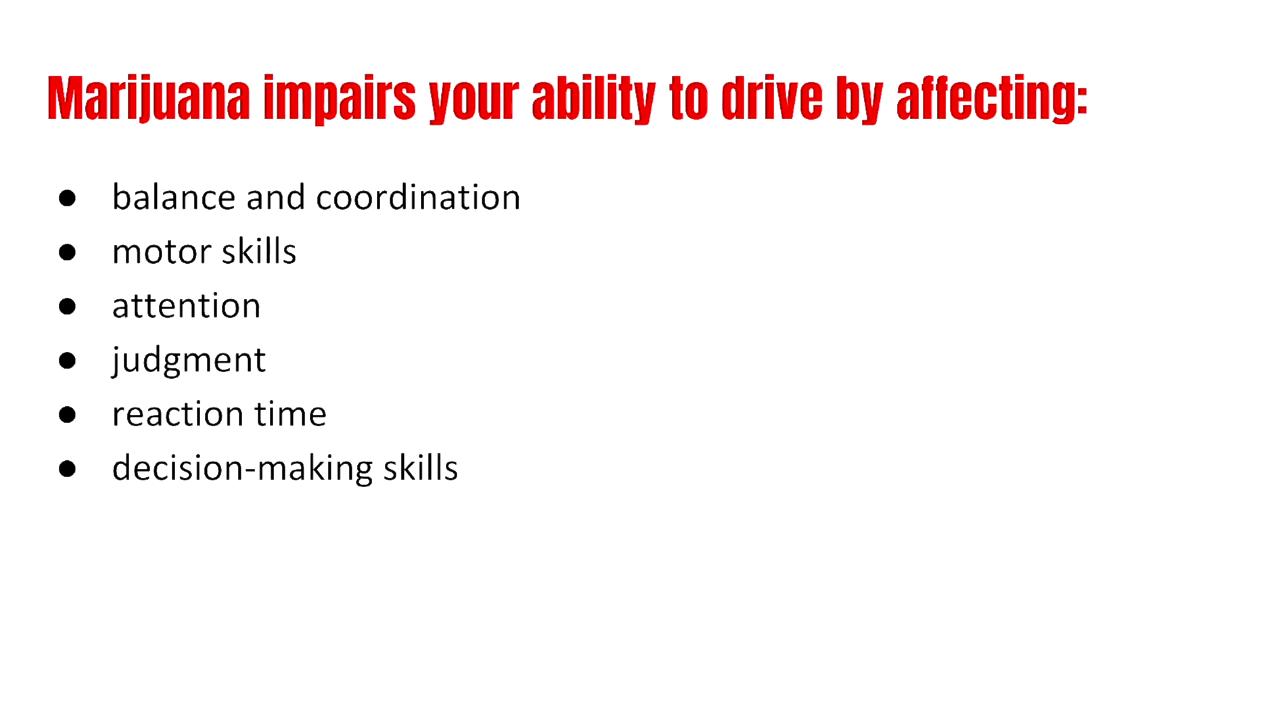 Marijuana impairs your ability to drive by affecting:
● balance and coordination
● motor skills
● attention
● judgment
● reaction time
● decision-making skills